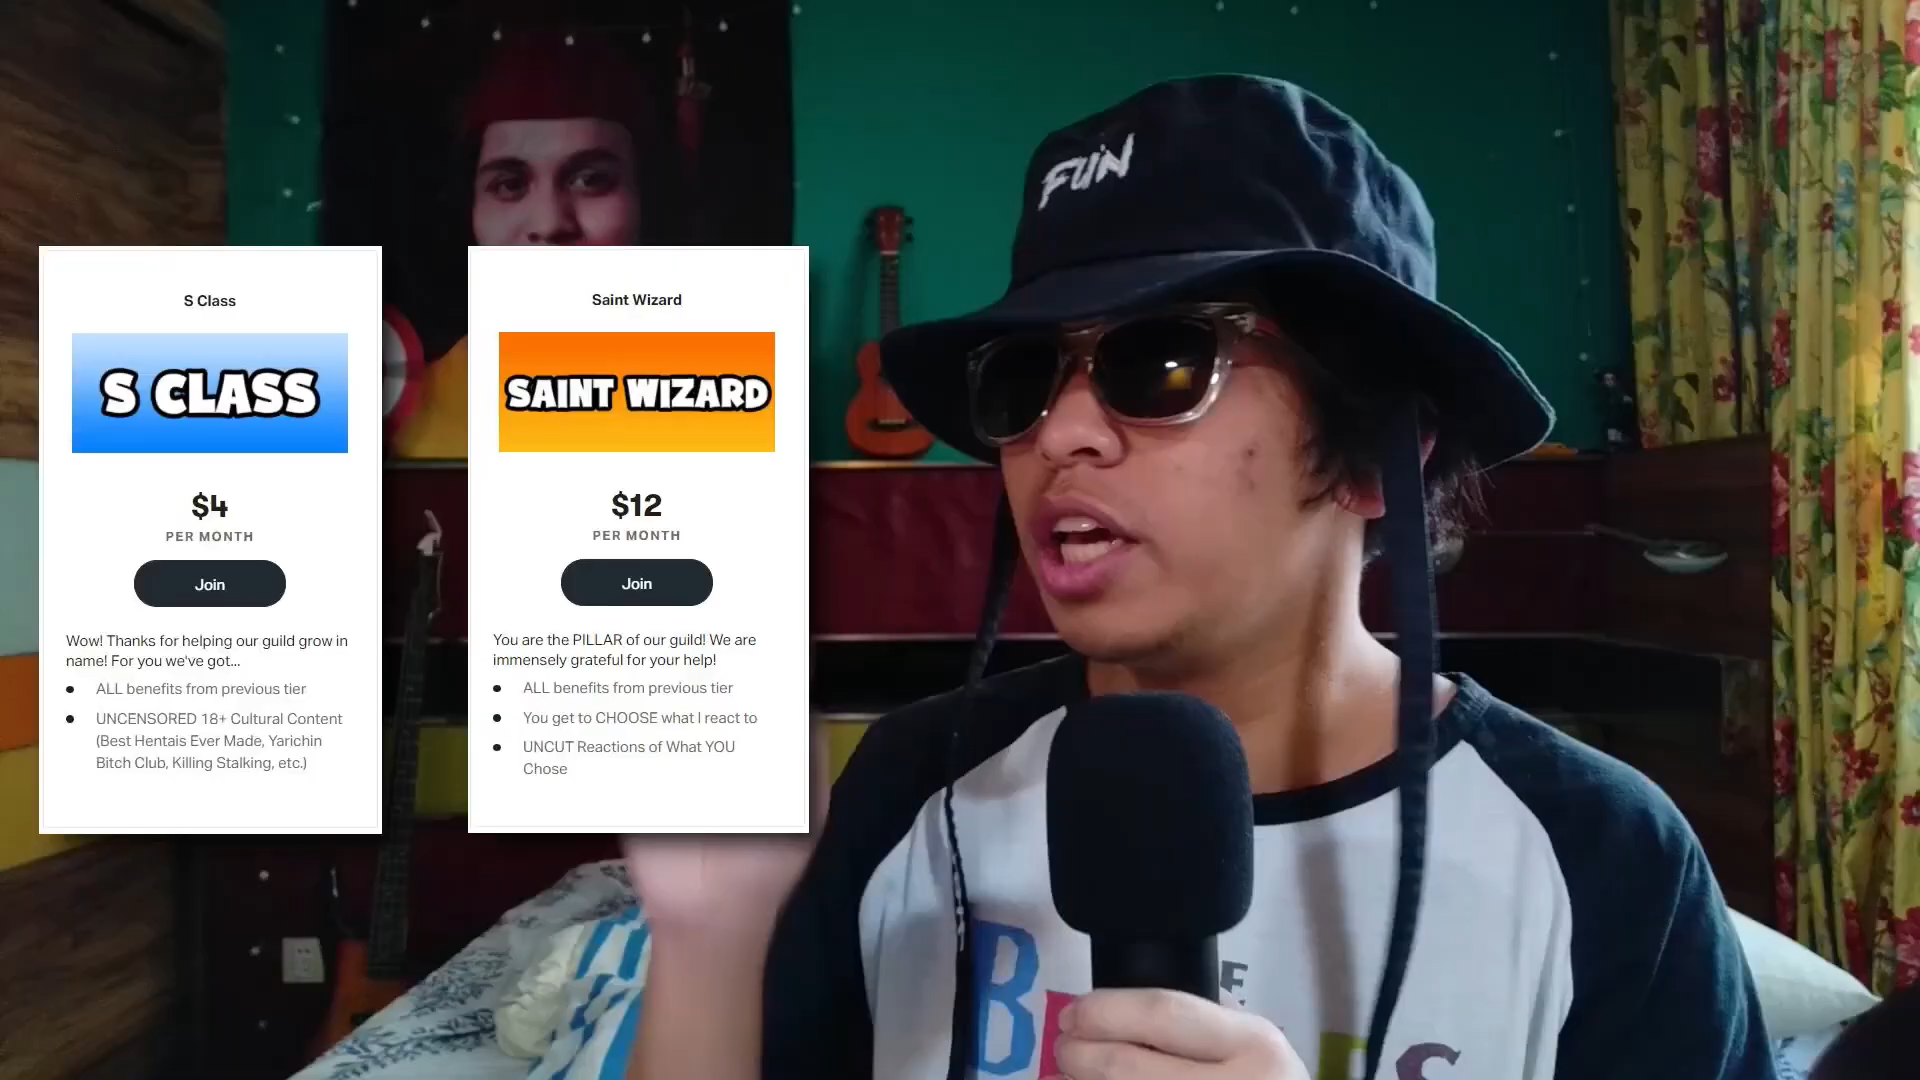 FUN
S Class
S CLASS
$4
PER MONTH
Join
Wow! Thanks for helping our guild grow in
name! For you we've got...
ALL benefits from previous tier
UNCENSORED 18+ Cultural Content
(Best Hentais Ever Made, Yarichin
Bitch Club, Killing Stalking, etc.)
Saint Wizard
SAINT WIZARD
$12
PER MONTH
Join
You are the PILLAR of our guild! We are
immensely grateful for your help!
ALL benefits from previous tier
You get to CHOOSE what I react to
UNCUT Reactions of What YOU
Chose